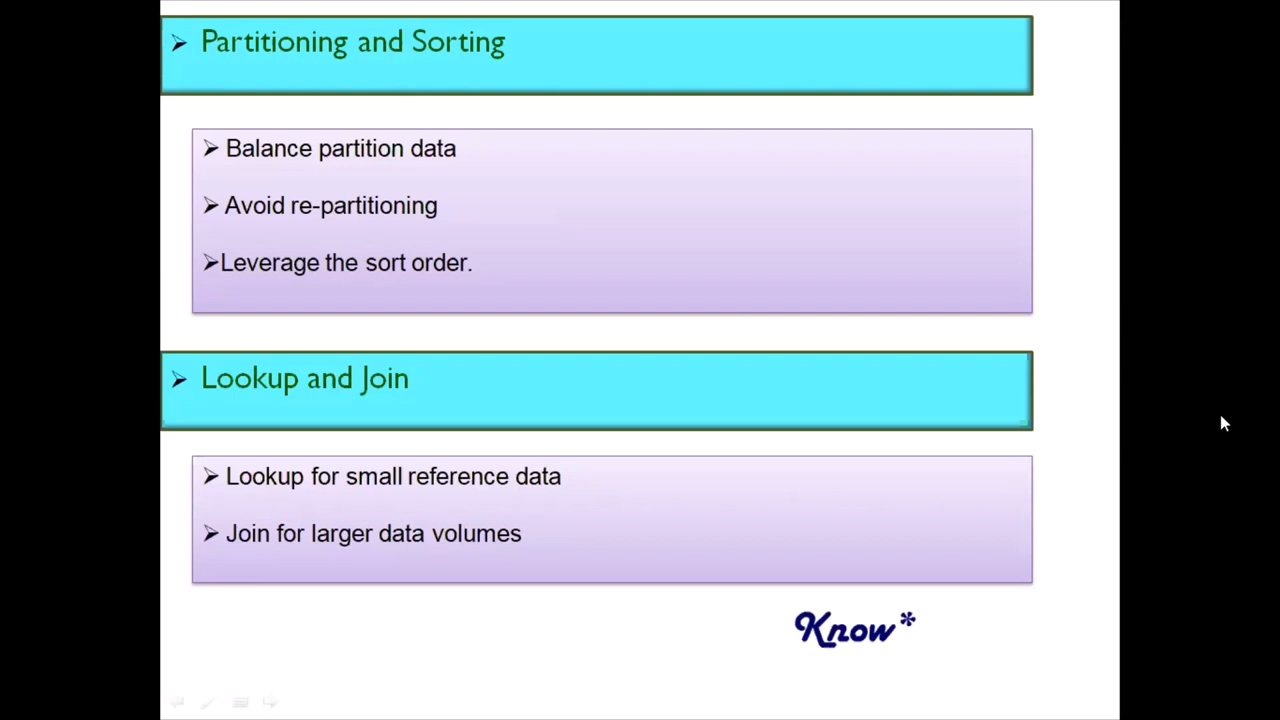 ➢ Partitioning and Sorting
➢ Balance partition data
➢ Avoid re-partitioning
➢Leverage the sort order.
➢ Lookup and Join
➢ Lookup for small reference data
➢ Join for larger data volumes
Know*